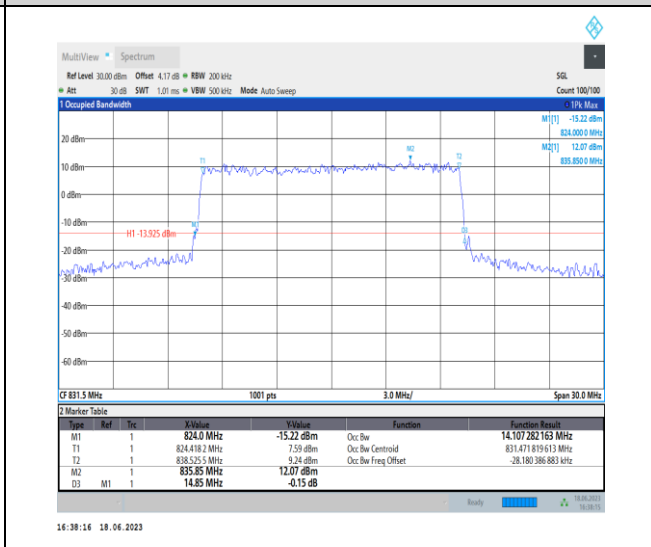 MultiView Spectrum
Ref Level 30.00 dBm Offset 4.17 dB RBW 200 kHz SGL
Att 30 dB SWT 1.01 ms VBW 500 kHz Mode Auto Sweep Count 100/100
1 Occupied Bandwidth 1Pk Max
M1[1] -15.22 dBm
824.000 0 MHz
M2[1] 12.07 dBm
835.850 0 MHz
20 dBm
M2
T1
T2
10 dBm
0 dBm
-10 dBm
M1
D3
H1 -13.925 dBm
-20 dBm
-30 dBm
-40 dBm
-50 dBm
-60 dBm
CF 831.5 MHz 1001 pts 3.0 MHz/ Span 30.0 MHz
2 Marker Table
Type Ref Trc X-Value Y-Value Function Function Result
M1 1 824.0 MHz -15.22 dBm Occ Bw 14.107 282 163 MHz
T1 1 824.418 2 MHz 7.59 dBm Occ Bw Centroid 831.471 819 613 MHz
T2 1 838.525 5 MHz 9.24 dBm Occ Bw Freq Offset -28.180 386 883 kHz
M2 1 835.85 MHz 12.07 dBm
D3 M1 1 14.85 MHz -0.15 dB
Ready 18.06.2023
16:38:15
16:38:16 18.06.2023